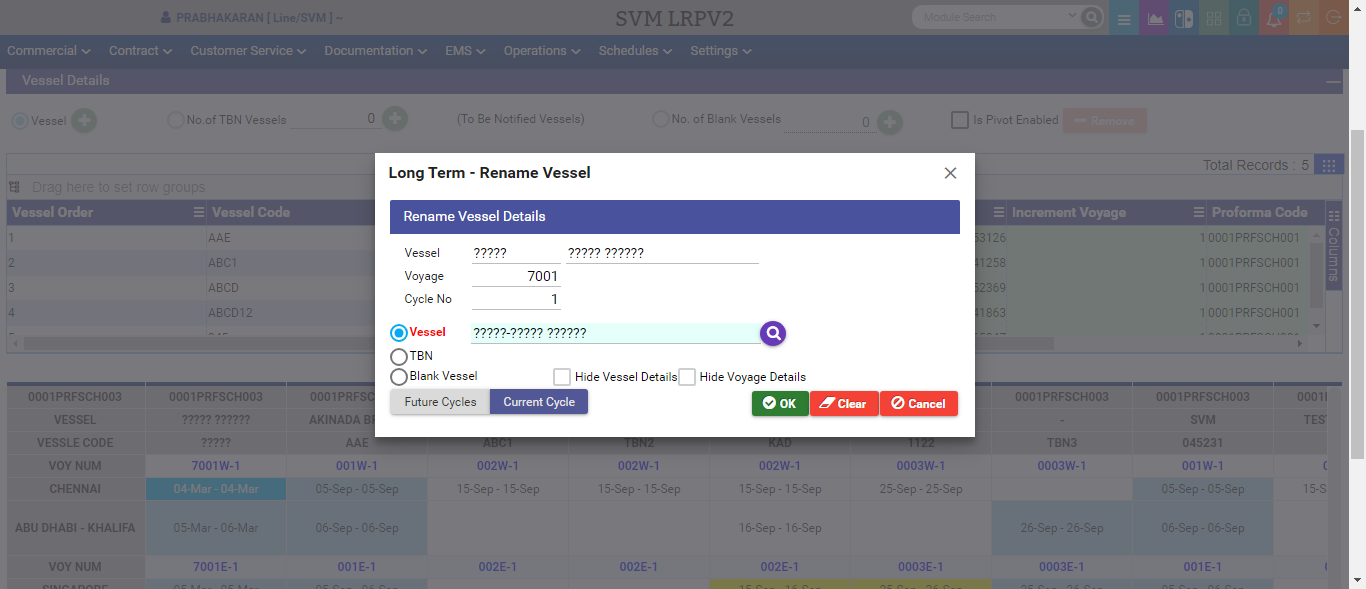 PRABHAKARAN [ Line/SVM ] ~
SVM LRPV2
Module Search
0
Commercial
Contract
Customer Service
Documentation
EMS
Operations
Schedules
Settings
Vessel Details
Vessel
No.of TBN Vessels 0
(To Be Notified Vessels)
No. of Blank Vessels 0
Is Pivot Enabled
Remove
Total Records : 5
Drag here to set row groups
Vessel Order
Vessel Code
Increment Voyage
Proforma Code
Columns
1 AAE 53126 1 0001PRFSCH001
2 ABC1 41258 1 0001PRFSCH001
3 ABCD 52369 1 0001PRFSCH001
4 ABCD12 41863 1 0001PRFSCH001
Long Term - Rename Vessel
Rename Vessel Details
Vessel ????? ????? ??????
Voyage 7001
Cycle No 1
Vessel ?????-????? ??????
TBN
Blank Vessel Hide Vessel Details Hide Voyage Details
Future Cycles Current Cycle OK Clear Cancel
0001PRFSCH003 0001PRFSCH003 0001PRFSC 0001PRFSCH003 0001PRFSCH003 0001
VESSEL ????? ?????? AKINADA BE - SVM TES
VESSLE CODE ????? AAE ABC1 TBN2 KAD 1122 TBN3 045231
VOY NUM 7001W-1 001W-1 002W-1 002W-1 002W-1 0003W-1 0003W-1 001W-1
CHENNAI 04-Mar - 04-Mar 05-Sep - 05-Sep 15-Sep - 15-Sep 15-Sep - 15-Sep 15-Sep - 15-Sep 25-Sep - 25-Sep 05-Sep - 05-Sep 15-S
ABU DHABI - KHALIFA 05-Mar - 06-Mar 06-Sep - 06-Sep 16-Sep - 16-Sep 26-Sep - 26-Sep 06-Sep - 06-Sep
VOY NUM 7001E-1 001E-1 002E-1 002E-1 002E-1 0003E-1 0003E-1 001E-1